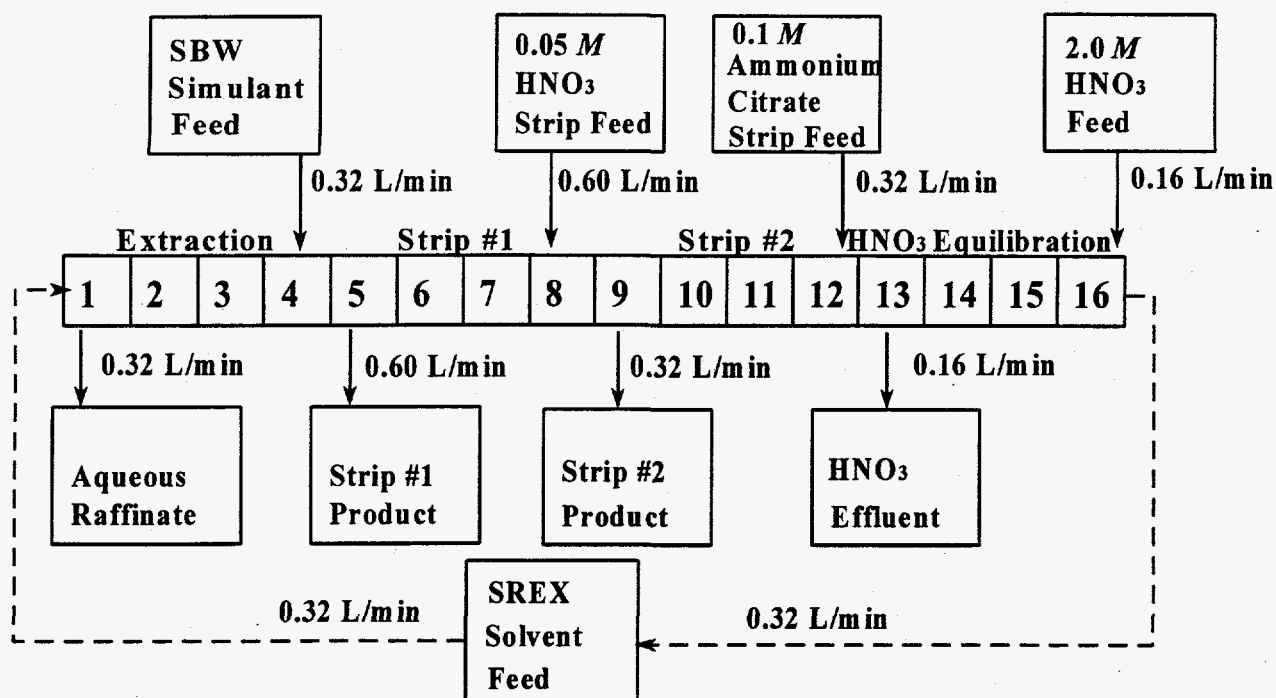 SBW
Simulant
Feed
0.05 M
HNO3
Strip Feed
0.1 M
Ammonium
Citrate
Strip Feed
2.0 M
HNO3
Feed
0.32 L/min
0.60 L/min
0.32 L/min
0.16 L/min
Extraction
Strip #1
Strip #2
HNO3 Equilibration
1 2 3 4 5 6 7 8 9 10 11 12 13 14 15 16
0.32 L/min
0.60 L/min
0.32 L/min
0.16 L/min
Aqueous
Raffinate
Strip #1
Product
Strip #2
Product
HNO3
Effluent
0.32 L/min
SREX
Solvent
Feed
0.32 L/min